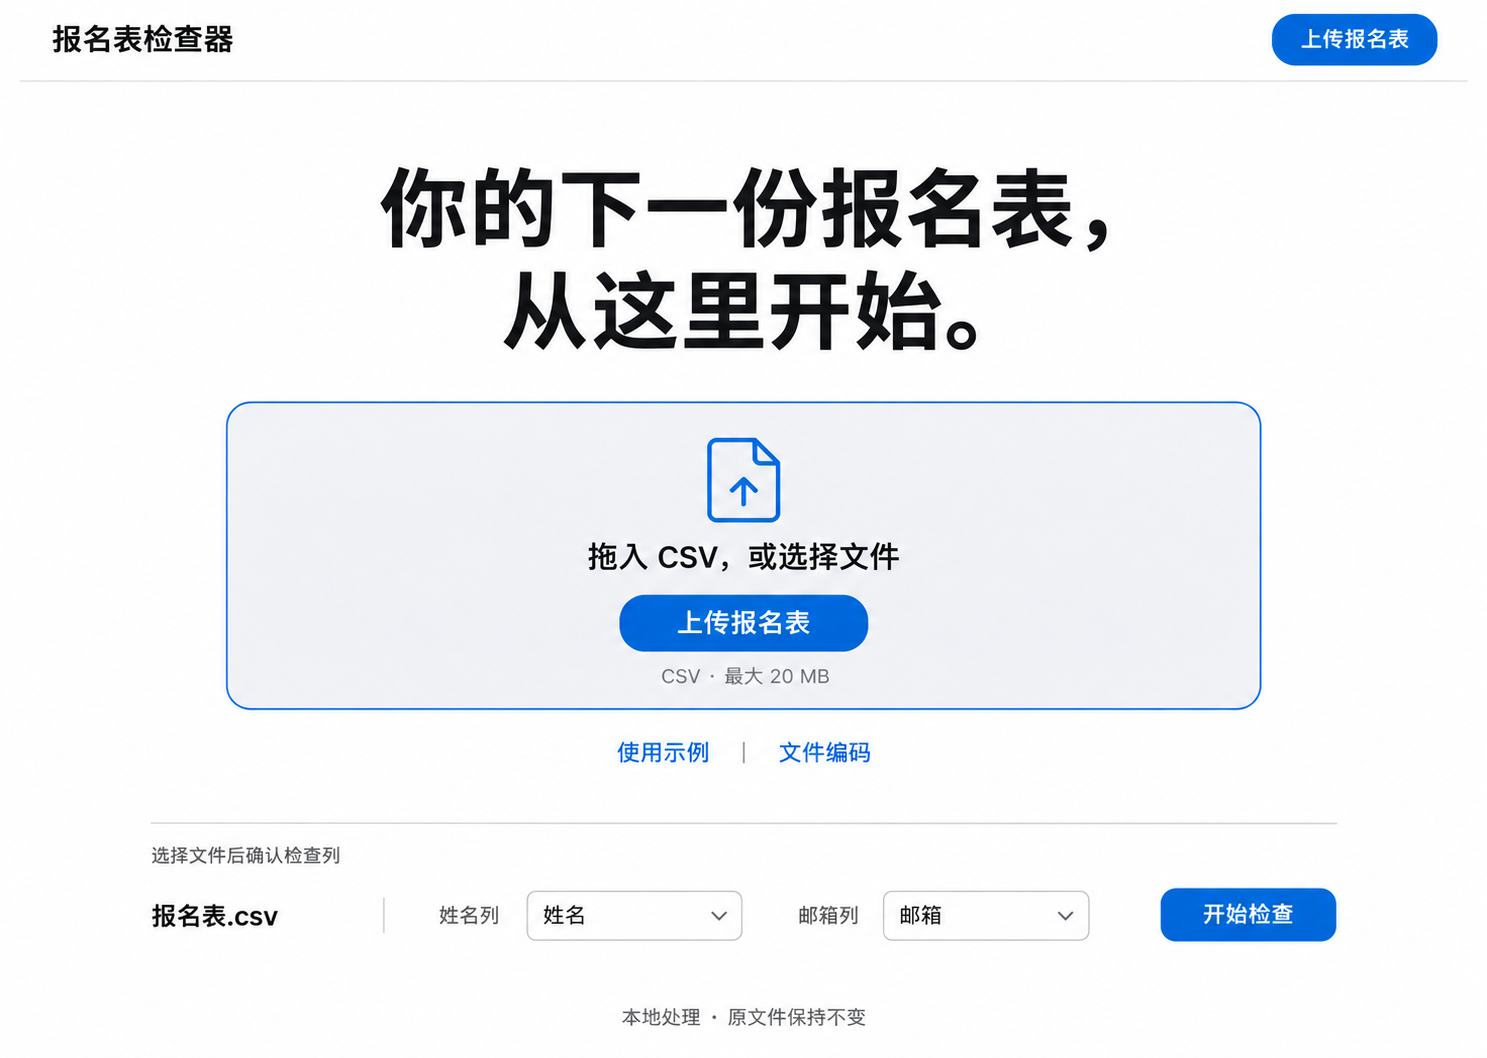 报名表检查器
上传报名表
你的下一份报名表，
从这里开始。
拖入 CSV，或选择文件
上传报名表
CSV · 最大 20 MB
使用示例 | 文件编码
选择文件后确认检查列
报名表.csv
姓名列 姓名
邮箱列 邮箱
开始检查
本地处理 · 原文件保持不变